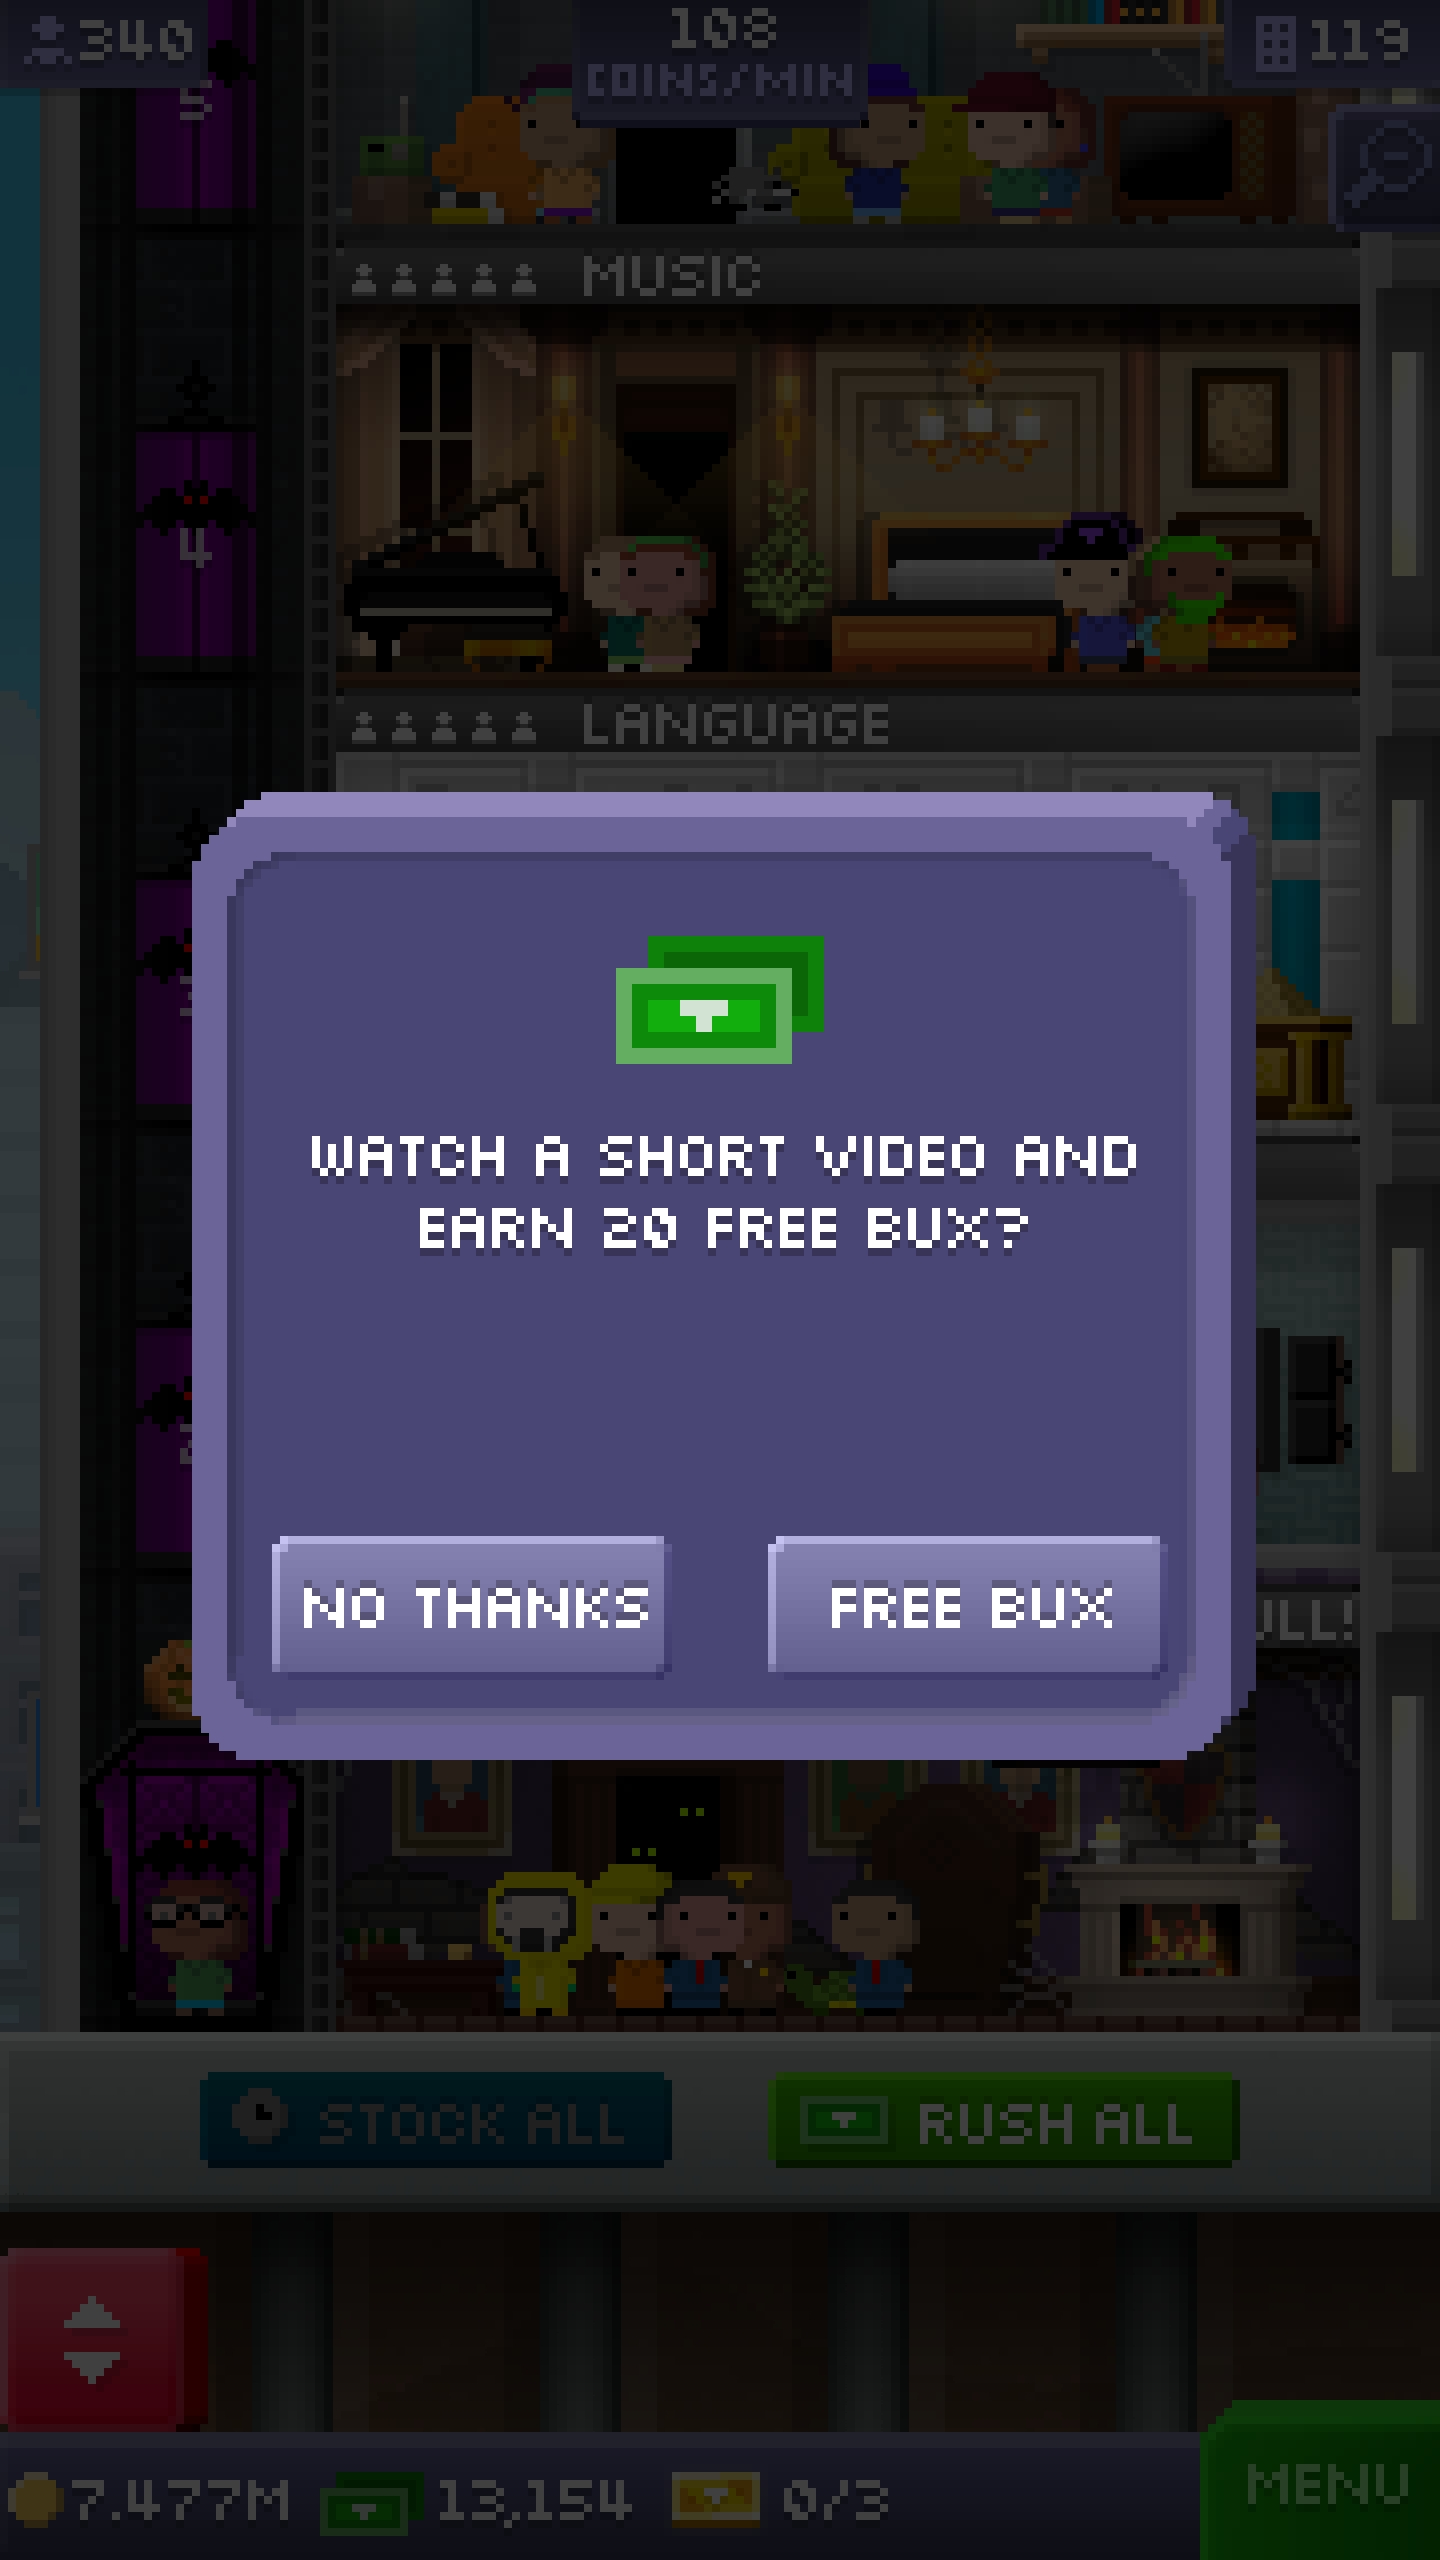 340
108
COINS/MIN
119
5
MUSIC
4
LANGUAGE
WATCH A SHORT VIDEO AND
EARN 20 FREE BUX?
NO THANKS
FREE BUX
STOCK ALL
RUSH ALL
7.477M
13,154
0/3
MENU